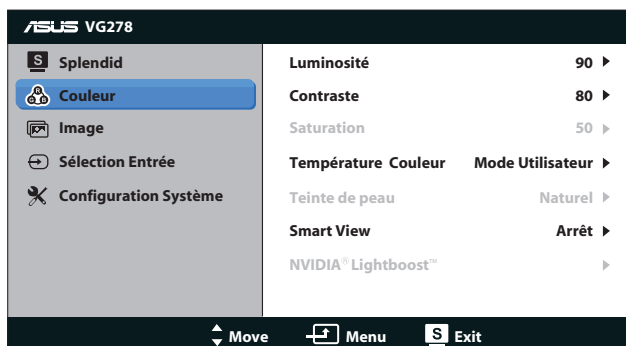 ASUS VG278
S Splendid
Couleur
Image
Sélection Entrée
Configuration Système
Luminosité 90
Contraste 80
Saturation 50
Température Couleur Mode Utilisateur
Teinte de peau Naturel
Smart View Arrêt
NVIDIA® Lightboost™
Move Menu S Exit